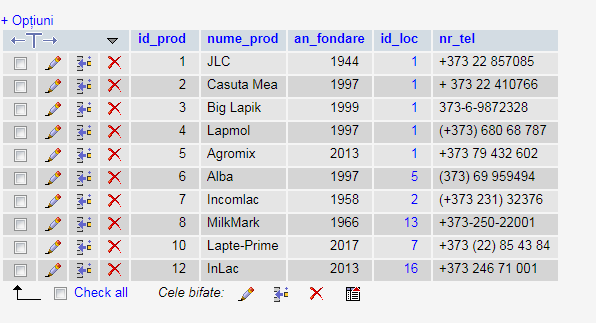 + Opțiuni
←T→ id_prod nume_prod an_fondare id_loc nr_tel
1 JLC 1944 1 +373 22 857085
2 Casuta Mea 1997 1 + 373 22 410766
3 Big Lapik 1999 1 373-6-9872328
4 Lapmol 1997 1 (+373) 680 68 787
5 Agromix 2013 1 +373 79 432 602
6 Alba 1997 5 (373) 69 959494
7 Incomlac 1958 2 (+373 231) 32376
8 MilkMark 1966 13 +373-250-22001
10 Lapte-Prime 2017 7 +373 (22) 85 43 84
12 InLac 2013 16 +373 246 71 001
Check all Cele bifate: